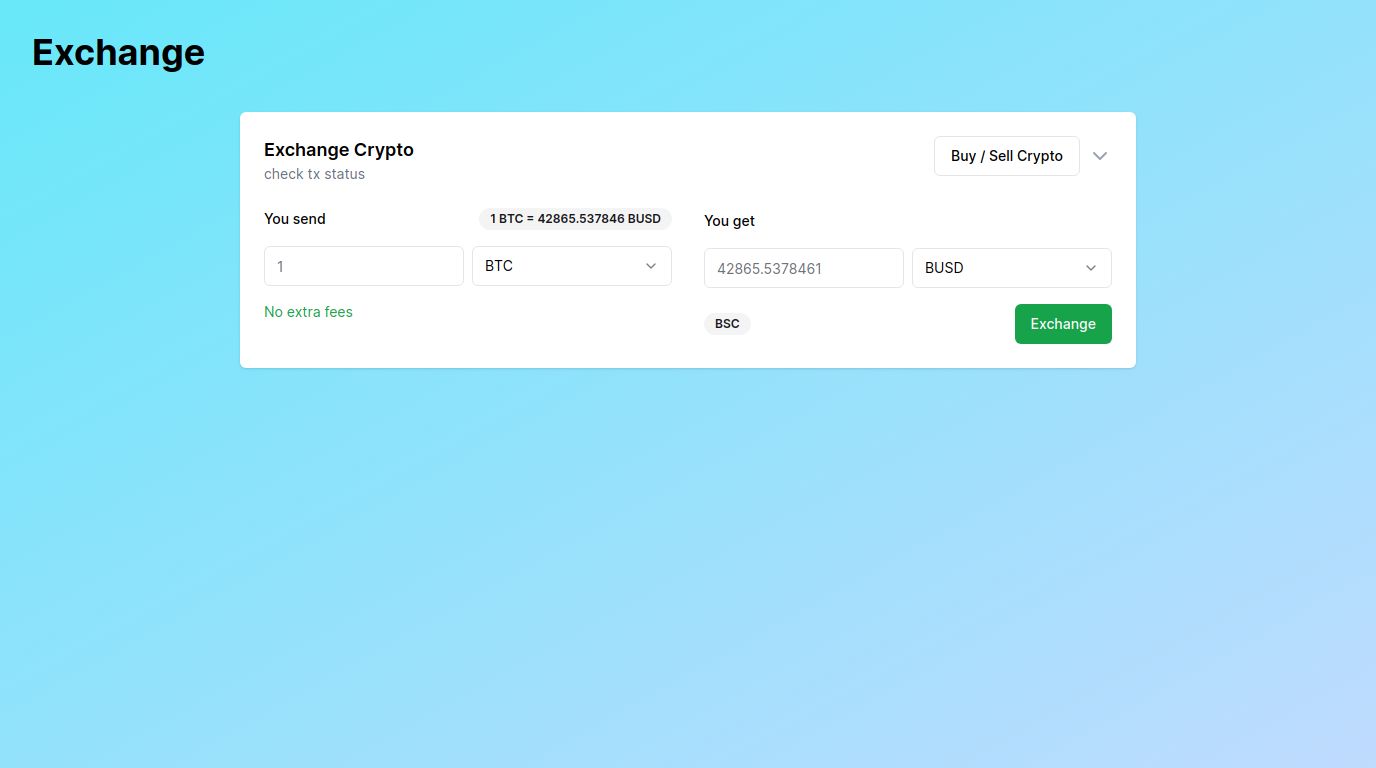 Exchange
Exchange Crypto
check tx status
Buy / Sell Crypto
You send
1 BTC = 42865.537846 BUSD
1
BTC
No extra fees
You get
42865.5378461
BUSD
BSC
Exchange